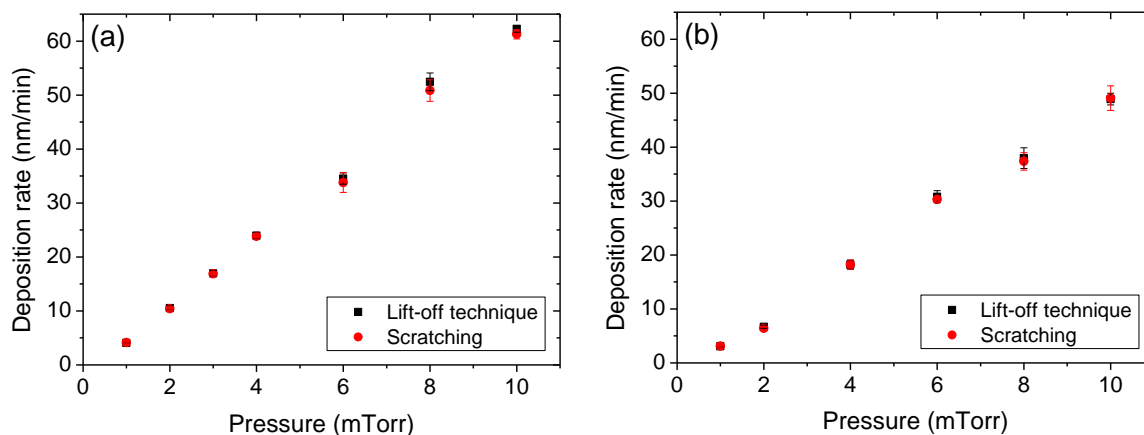 (a)
Deposition rate (nm/min)
60
50
40
30
20
10
0
Lift-off technique
Scratching
0 2 4 6 8 10
Pressure (mTorr)
(b)
Deposition rate (nm/min)
60
50
40
30
20
10
0
Lift-off technique
Scratching
0 2 4 6 8 10
Pressure (mTorr)